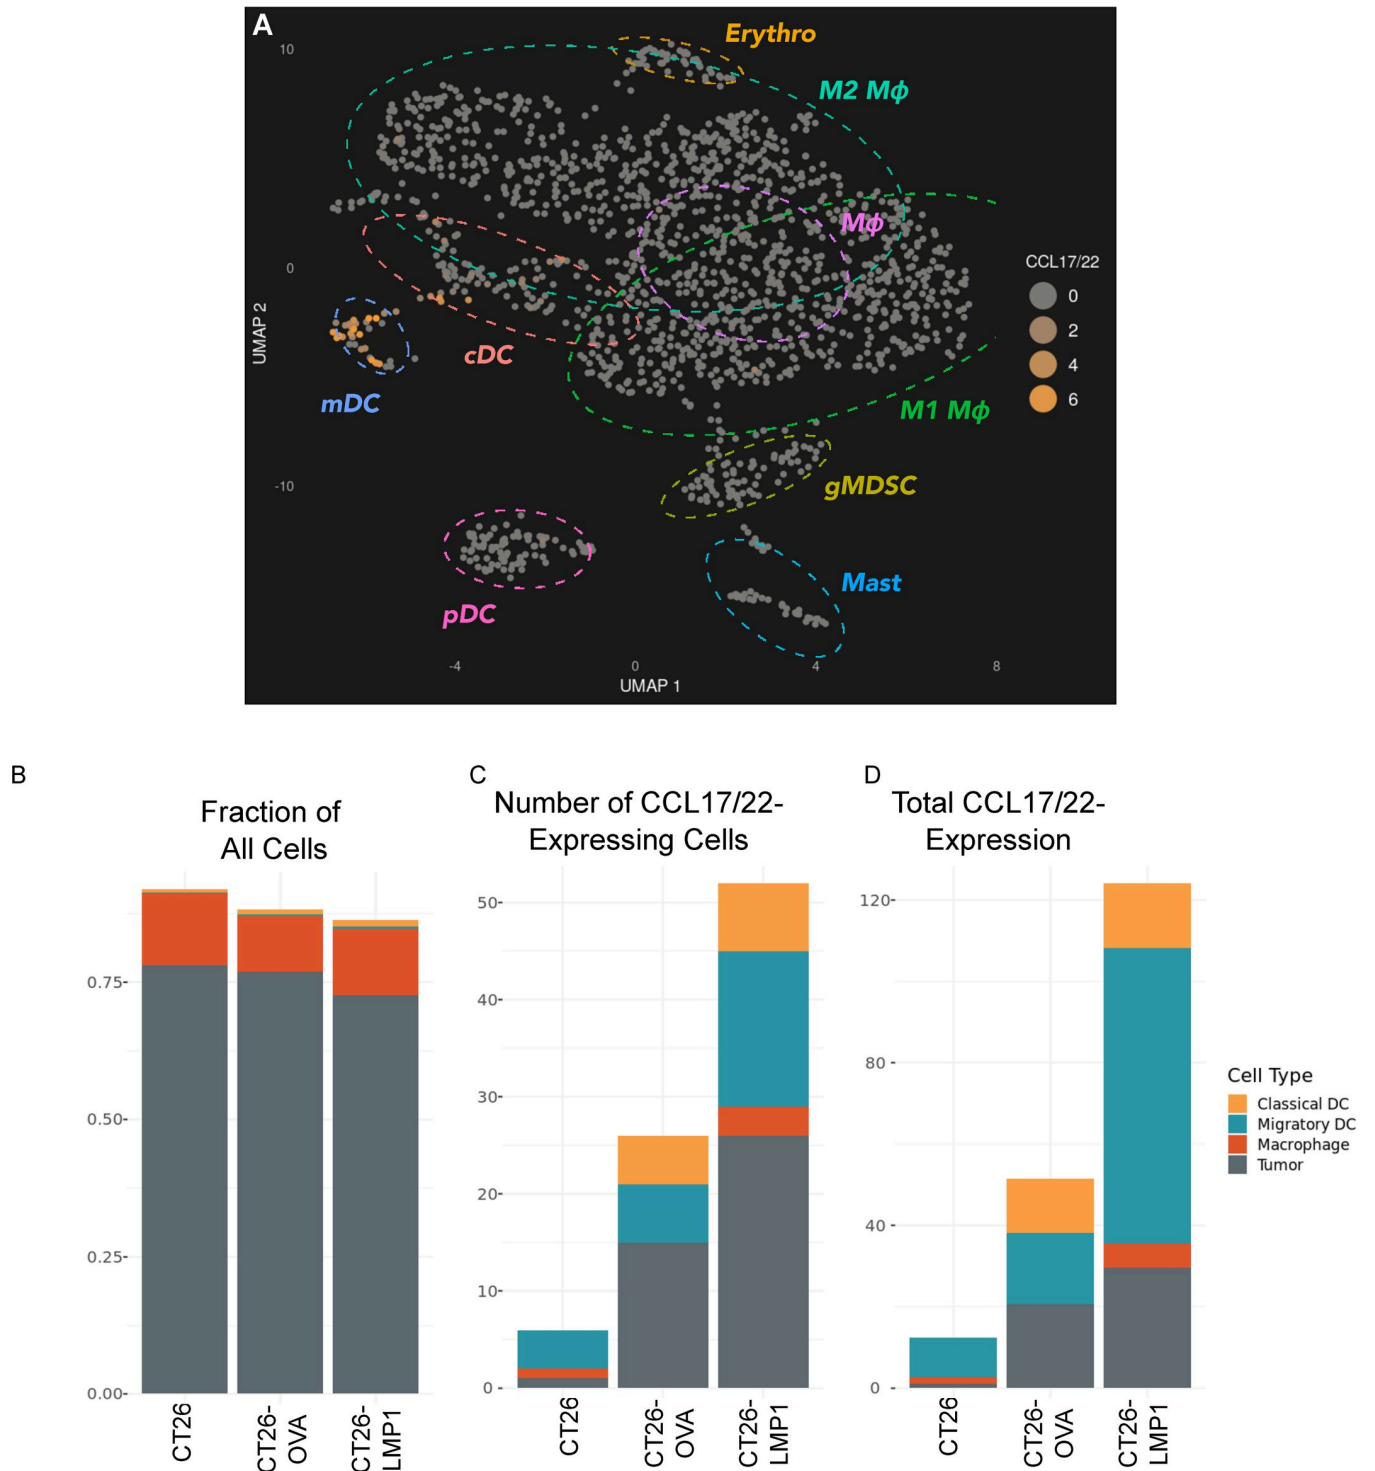 A
Erythro
M2 Mϕ
10
Mϕ
0
CCL17/22
0
2
4
6
UMAP 2
cDC
mDC
M1 Mϕ
gMDSC
-10
Mast
pDC
-4 0 4 8
UMAP 1
B
Fraction of
All Cells
0.75
0.50
0.25
0.00
CT26
CT26-
OVA
CT26-
LMP1
C
Number of CCL17/22-
Expressing Cells
50
40
30
20
10
0
CT26
CT26-
OVA
CT26-
LMP1
D
Total CCL17/22-
Expression
120
80
40
0
CT26
CT26-
OVA
CT26-
LMP1
Cell Type
Classical DC
Migratory DC
Macrophage
Tumor